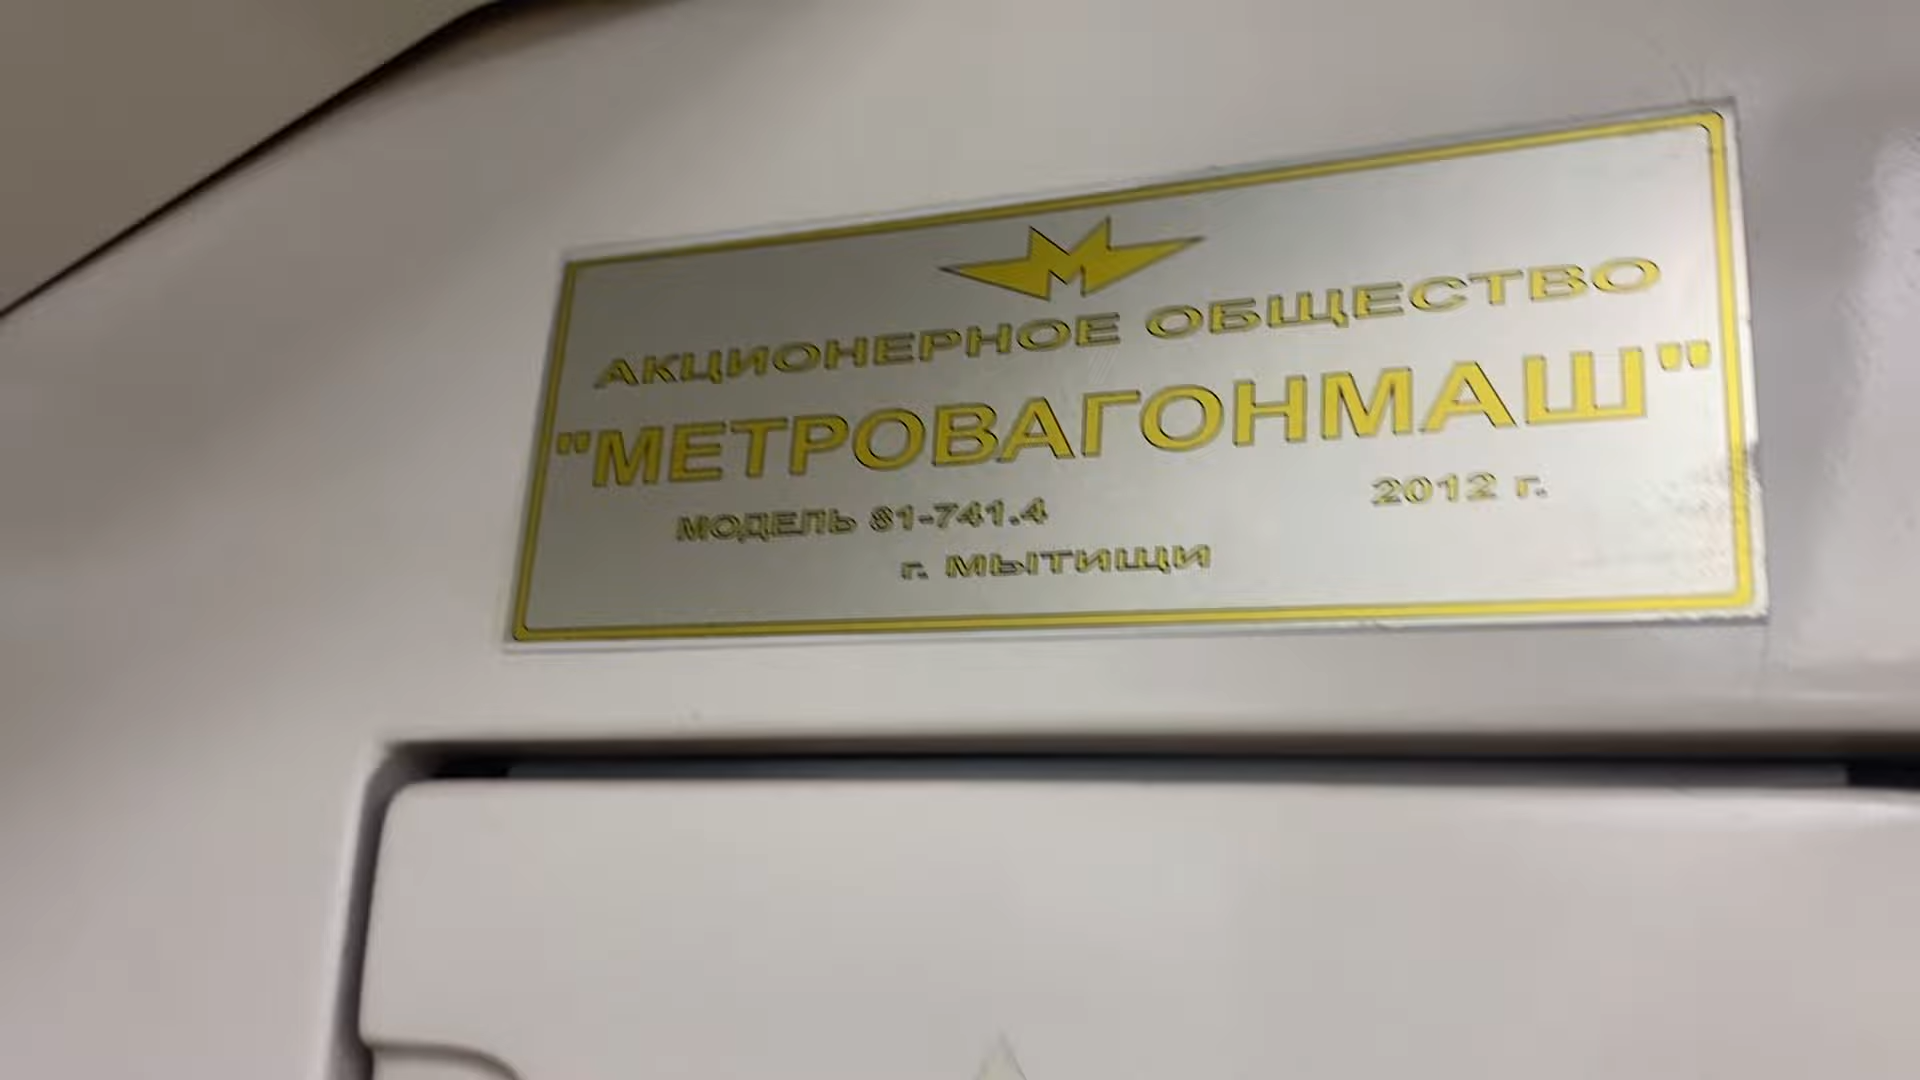 АКЦИОНЕРНОЕ ОБЩЕСТВО
"МЕТРОВАГОНМАШ"
МОДЕЛЬ 81-741.4 2012 г.
г. МЫТИЩИ